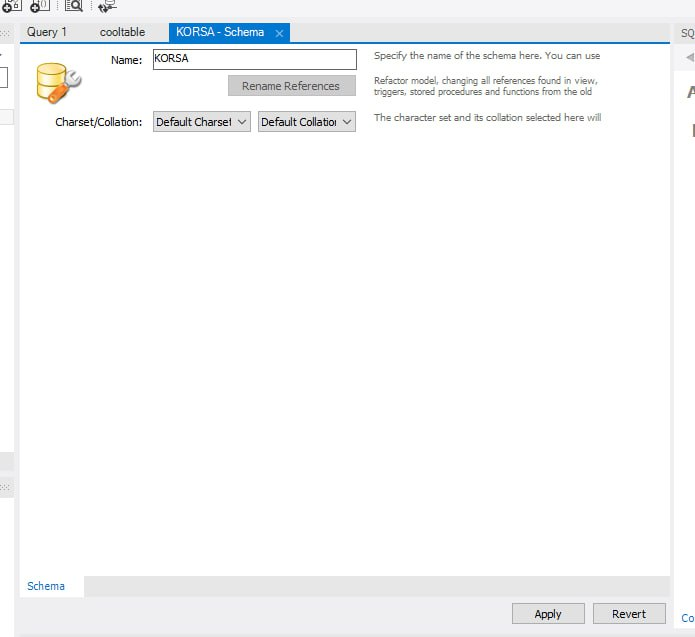 Query 1
cooltable
KORSA - Schema
SQ
Name:
KORSA
Specify the name of the schema here. You can use
Rename References
Refactor model, changing all references found in view,
triggers, stored procedures and functions from the old
Charset/Collation:
Default Charset
Default Collation
The character set and its collation selected here will
Schema
Apply
Revert
Co